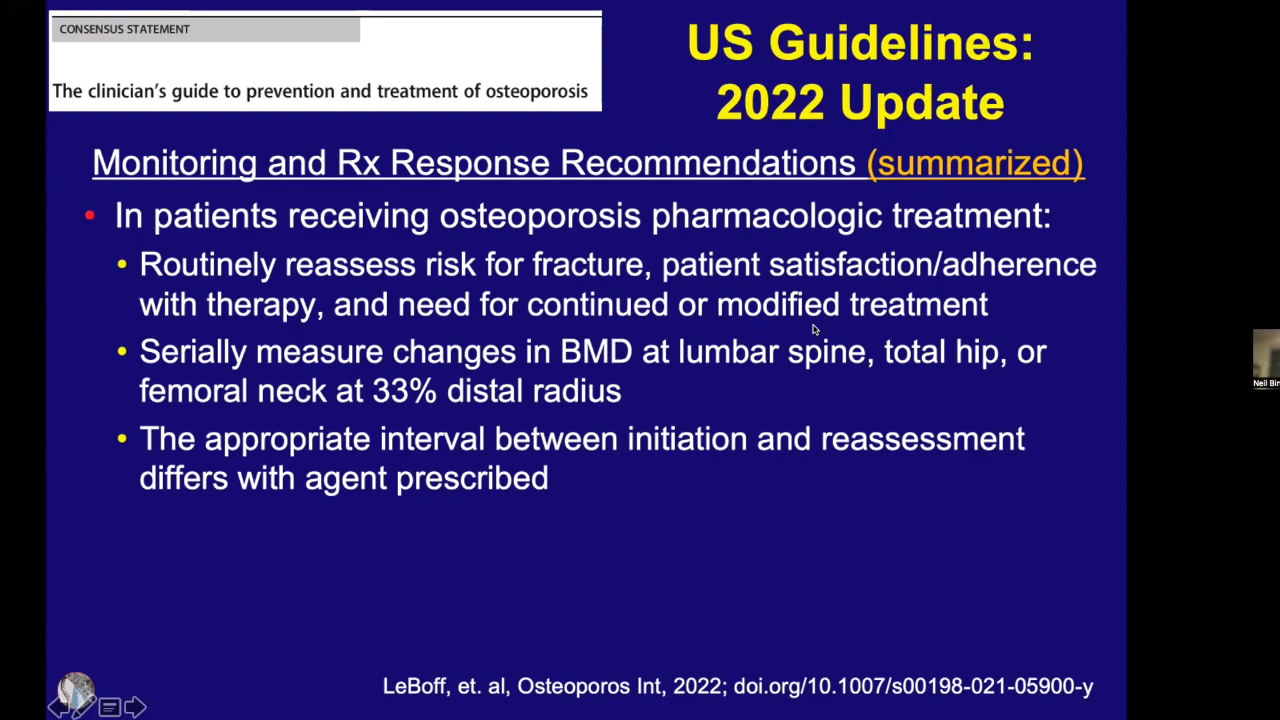 CONSENSUS STATEMENT
The clinician's guide to prevention and treatment of osteoporosis
US Guidelines:
2022 Update
Monitoring and Rx Response Recommendations (summarized)
• In patients receiving osteoporosis pharmacologic treatment:
• Routinely reassess risk for fracture, patient satisfaction/adherence
with therapy, and need for continued or modified treatment
• Serially measure changes in BMD at lumbar spine, total hip, or
femoral neck at 33% distal radius
• The appropriate interval between initiation and reassessment
differs with agent prescribed
LeBoff, et. al, Osteoporos Int, 2022; doi.org/10.1007/s00198-021-05900-y
Neil